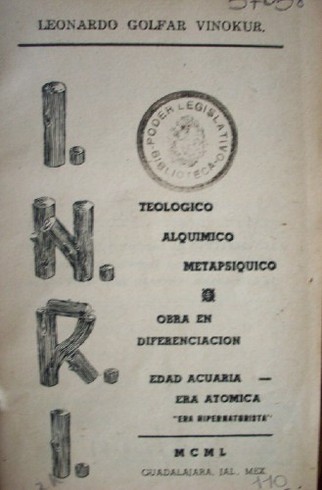 LEONARDO GOLFAR VINOKUR.
I.
N.
R.
I.
PODER LEGISLATIVO
BIBLIOTECA
TEOLOGICO
ALQUIMICO
METAPSIQUICO
OBRA EN
DIFERENCIACION
EDAD ACUARIA —
ERA ATOMICA
"ERA HIPERNATURISTA"
MCML
GUADALAJARA, JAL. MEX.
110